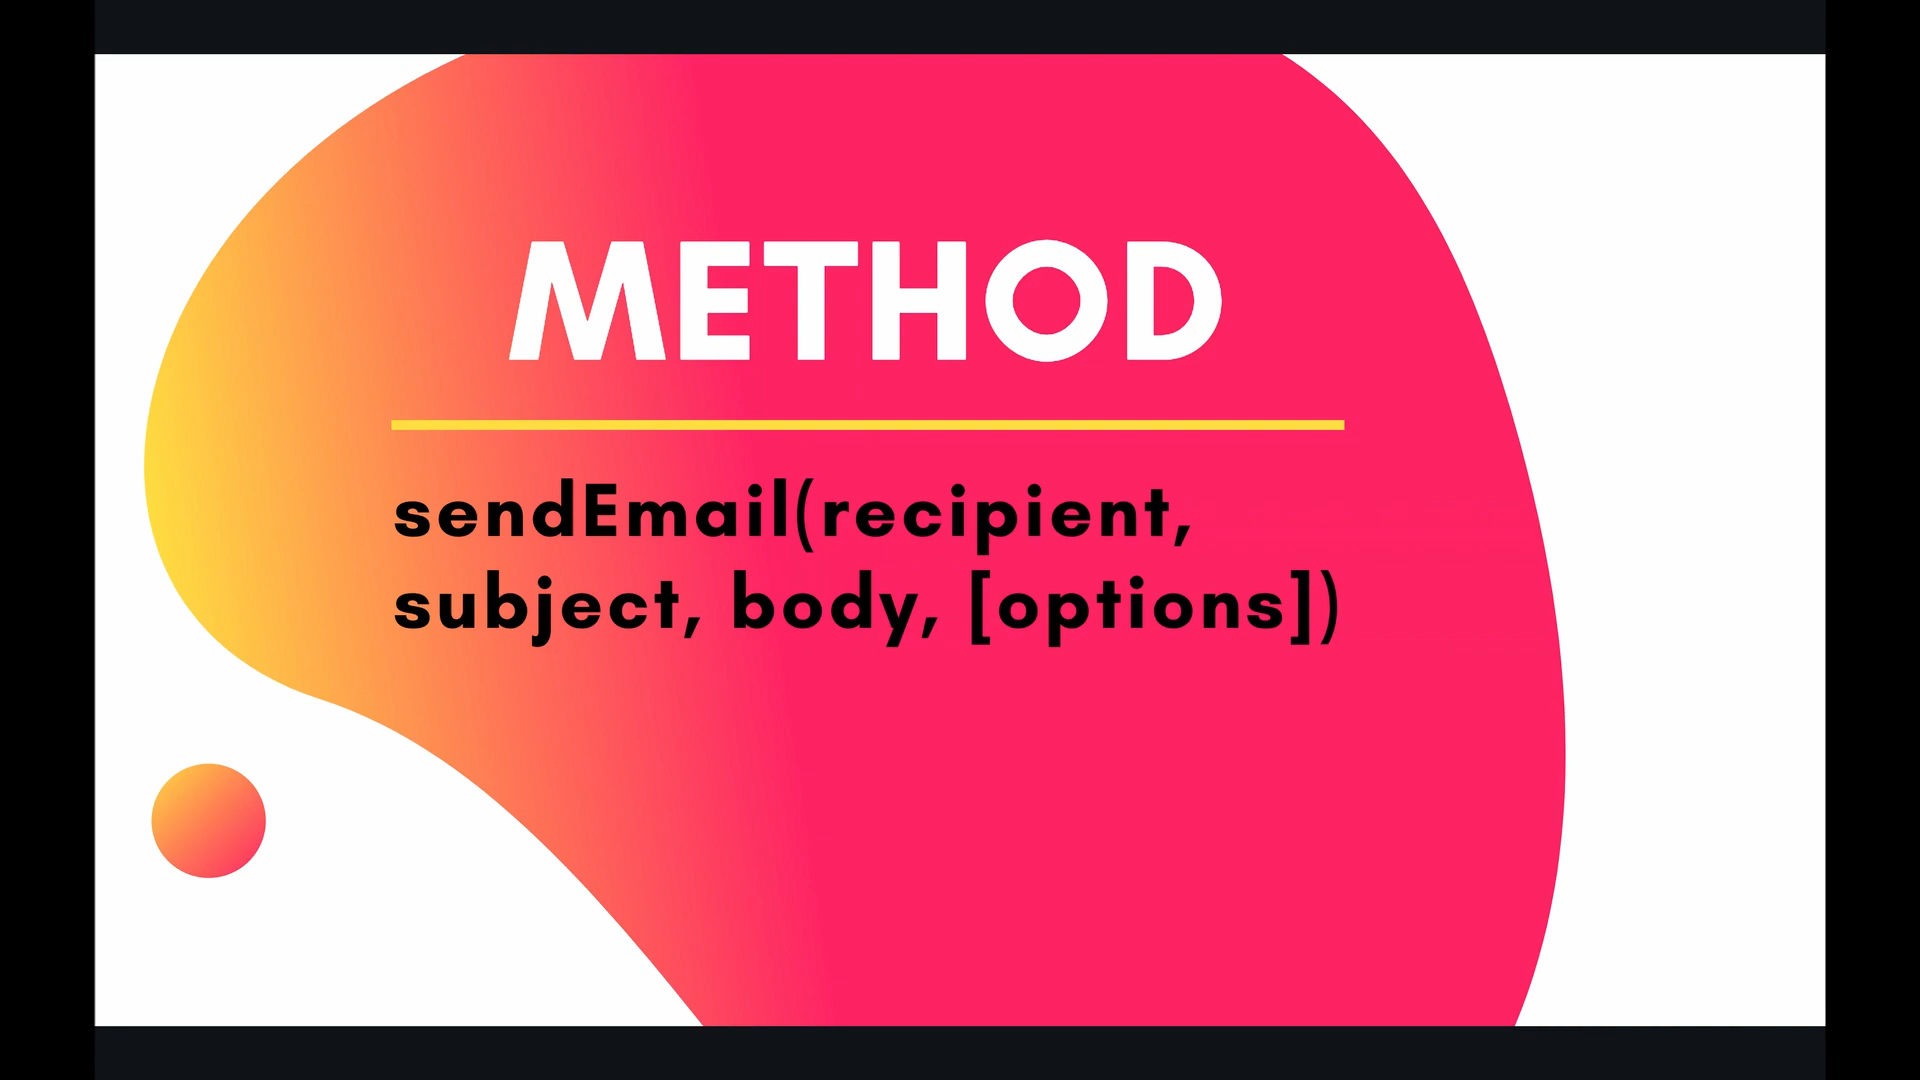 METHOD
sendEmail(recipient,
subject, body, [options])